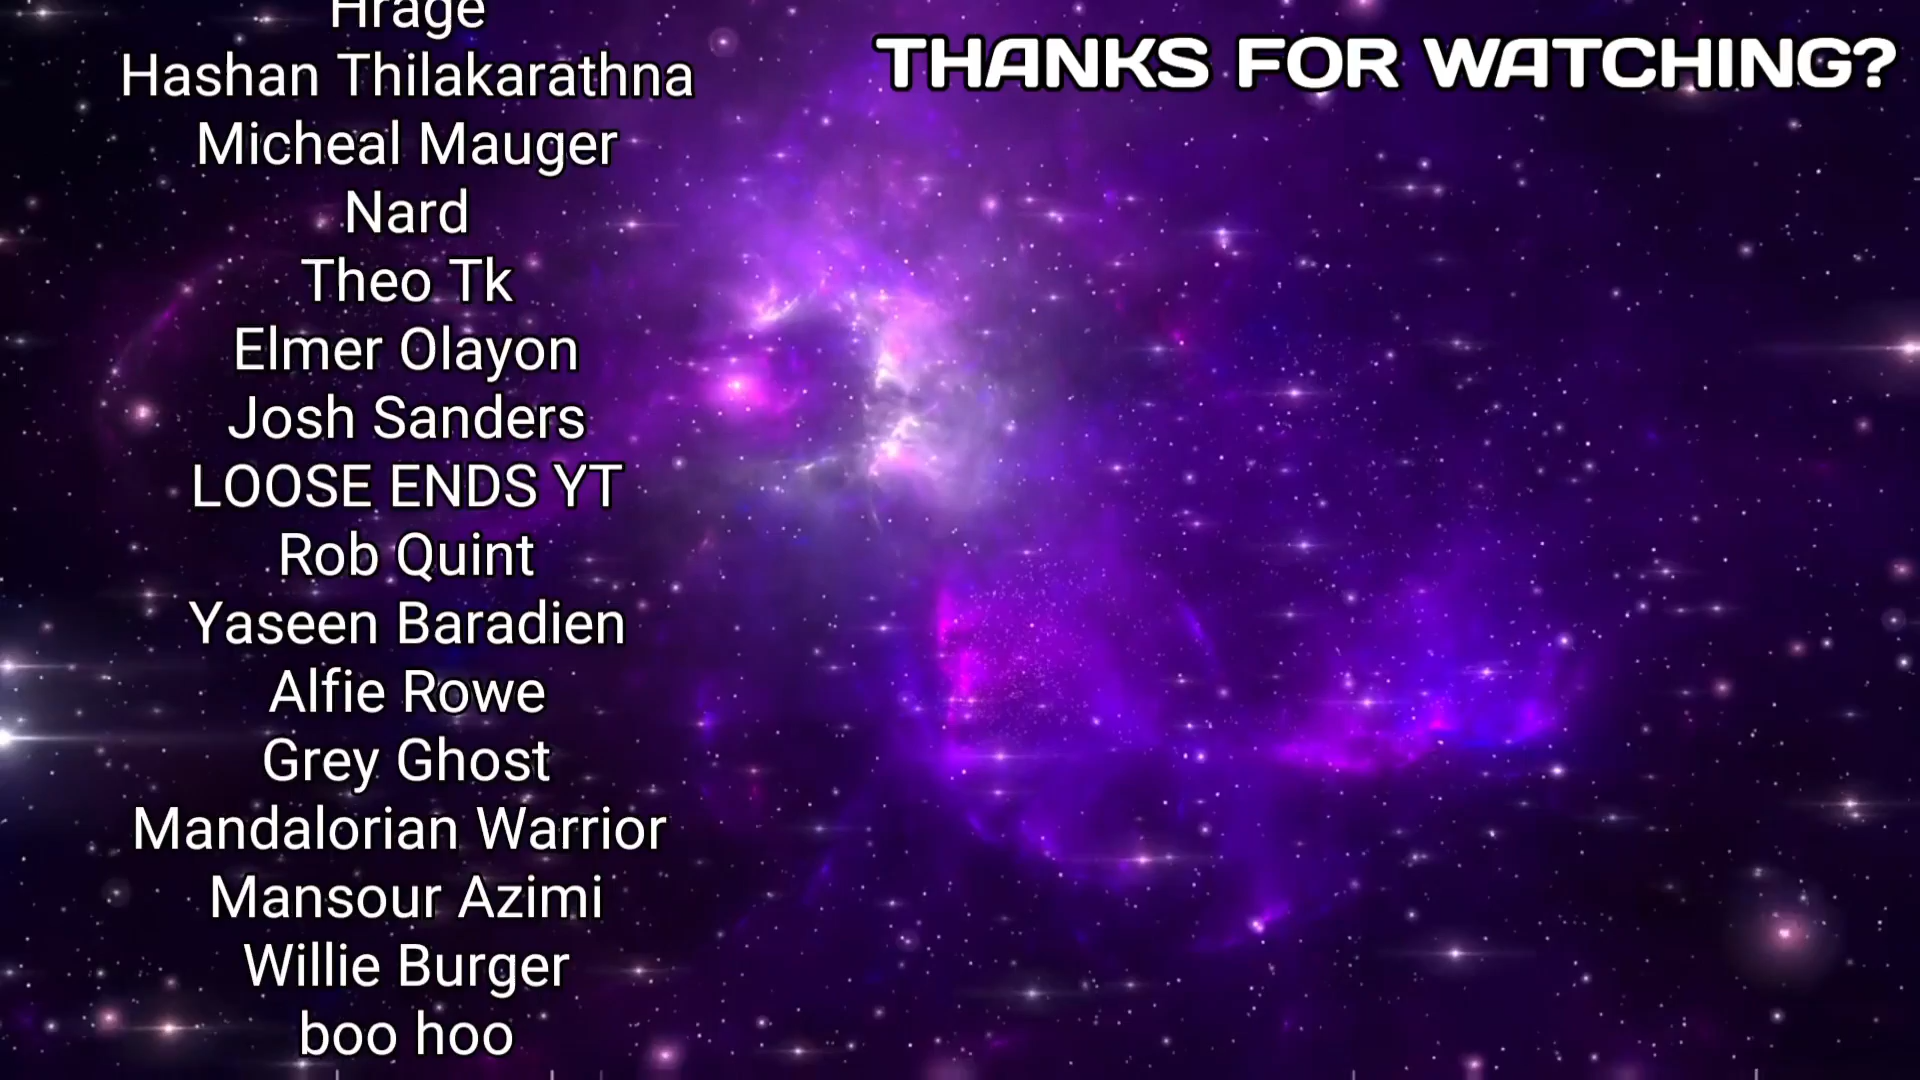 Hrage
Hashan Thilakarathna
Micheal Mauger
Nard
Theo Tk
Elmer Olayon
Josh Sanders
LOOSE ENDS YT
Rob Quint
Yaseen Baradien
Alfie Rowe
Grey Ghost
Mandalorian Warrior
Mansour Azimi
Willie Burger
boo hoo
THANKS FOR WATCHING?